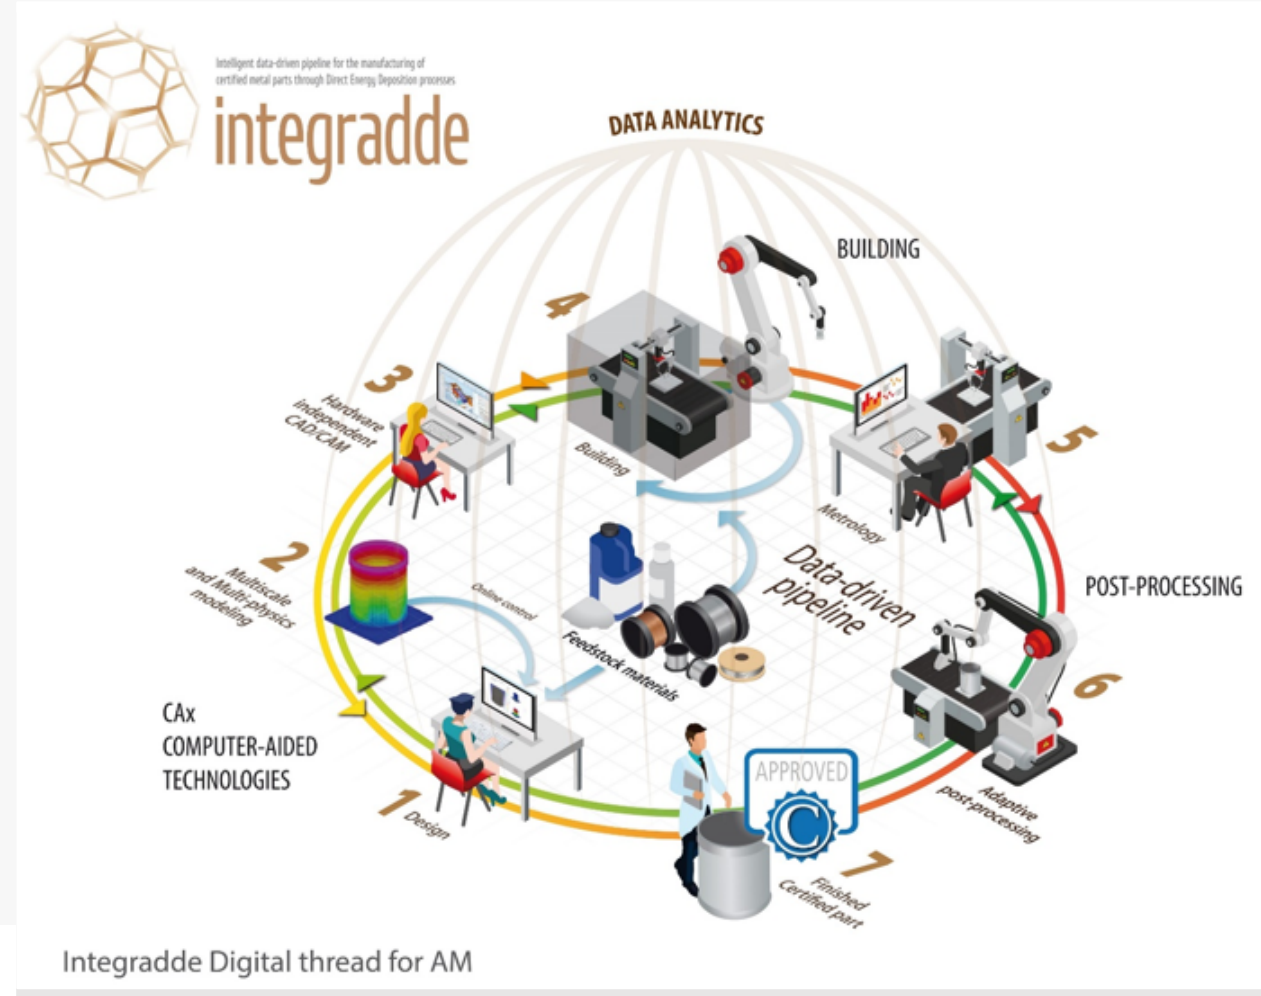 Intelligent data-driven pipeline for the manufacturing of
certified metal parts through Direct Energy Deposition processes
integradde
DATA ANALYTICS
BUILDING
4
3
Hardware
independent
CAD/CAM
Building
5
Metrology
2
Multiscale
and Multi-physics
modeling
Online control
Data-driven
pipeline
POST-PROCESSING
Feedstock materials
6
CAx
COMPUTER-AIDED
TECHNOLOGIES
APPROVED
C
1
Design
Adaptive
post-processing
7
Finished
Certified part
Integradde Digital thread for AM